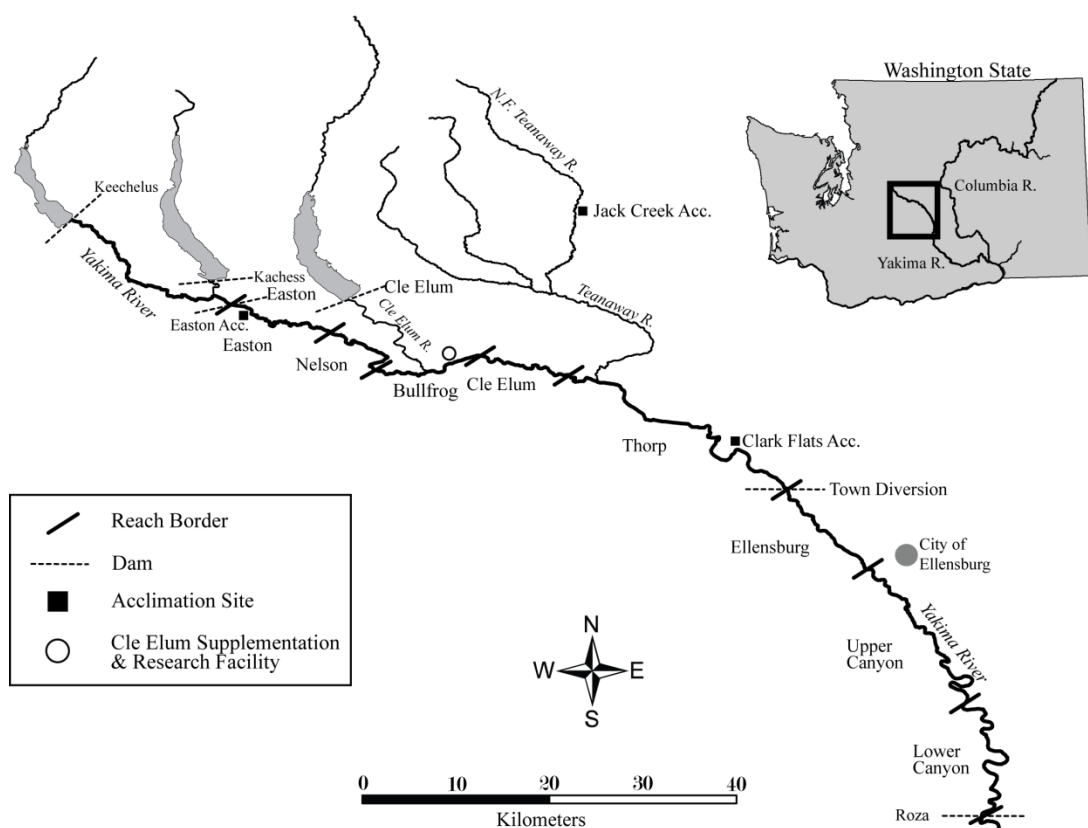 Washington State
Columbia R.
Yakima R.
N.F. Teanaway R.
Keechelus
Jack Creek Acc.
Yakima River
Kachess
Easton
Cle Elum
Easton Acc.
Easton
Cle Elum R.
Teanaway R.
Nelson
Bullfrog
Cle Elum
Thorp
Clark Flats Acc.
Town Diversion
Ellensburg
City of
Ellensburg
Yakima River
Upper
Canyon
Lower
Canyon
Roza
Reach Border
Dam
Acclimation Site
Cle Elum Supplementation
& Research Facility
N
W E
S
0 10 20 30 40
Kilometers